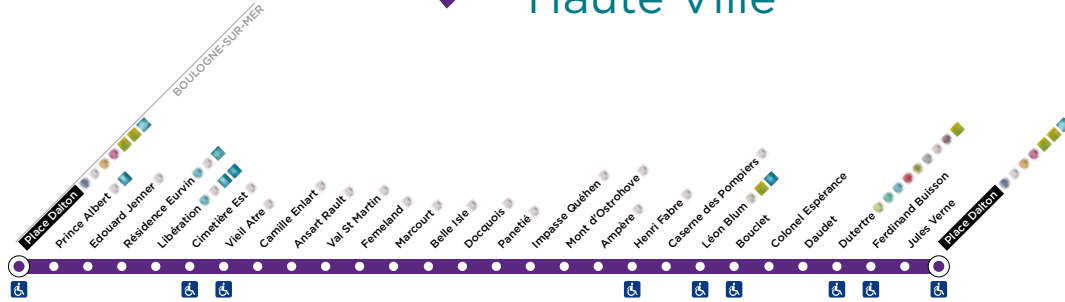 Haute Ville
BOULOGNE-SUR-MER
Place Dalton
Prince Albert
Edouard Jenner
Résidence Eurvin
Libération
Cimetière Est
Vieil Atre
Camille Enlart
Ansart Rault
Val St Martin
Femeland
Marcourt
Belle Isle
Docquois
Panetié
Impasse Quéhen
Mont d'Ostrohove
Ampère
Henri Fabre
Caserne des Pompiers
Léon Blum
Bouclet
Colonel Espérance
Daudet
Dutertre
Ferdinand Buisson
Jules Verne
Place Dalton